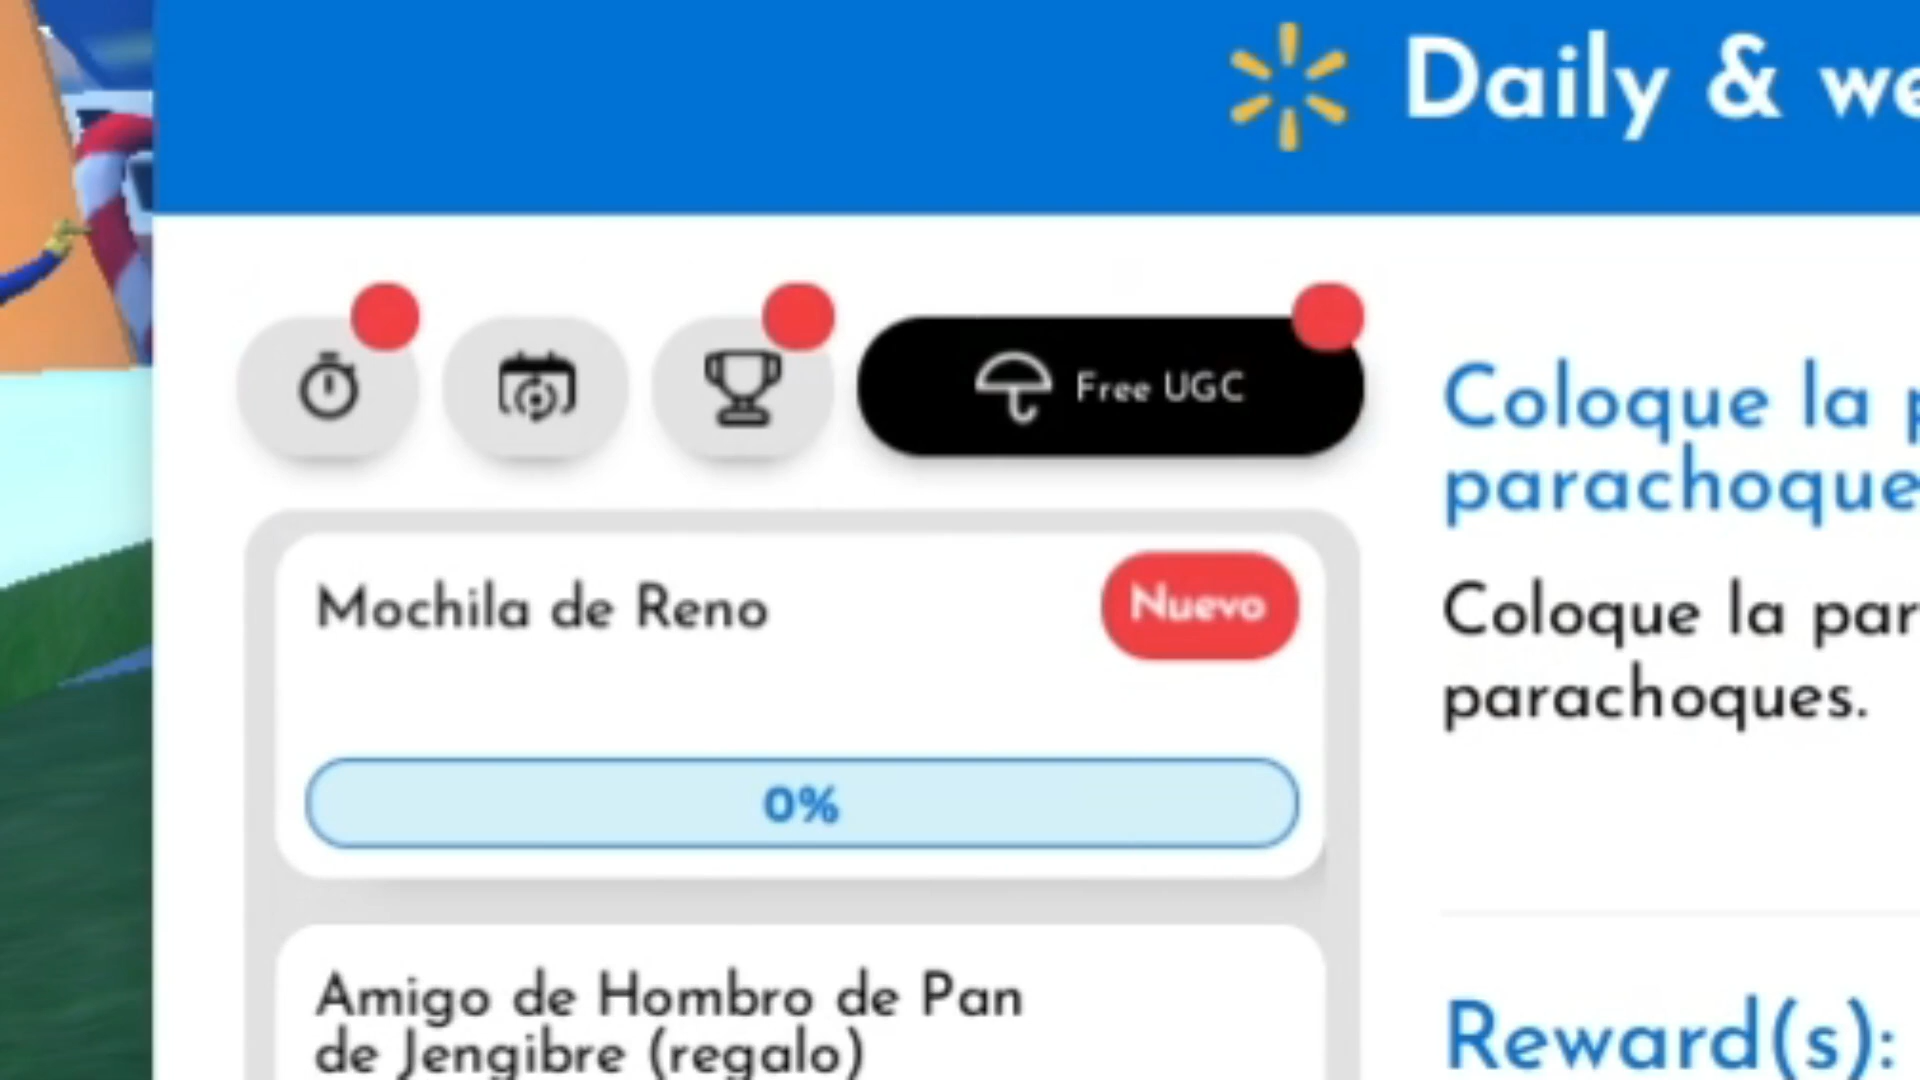 Daily &
Free UGC
Mochila de Reno
Nuevo
0%
Amigo de Hombro de Pan
de Jengibre (regalo)
Coloque la
parachoque
Coloque la par
parachoques.
Reward(s):